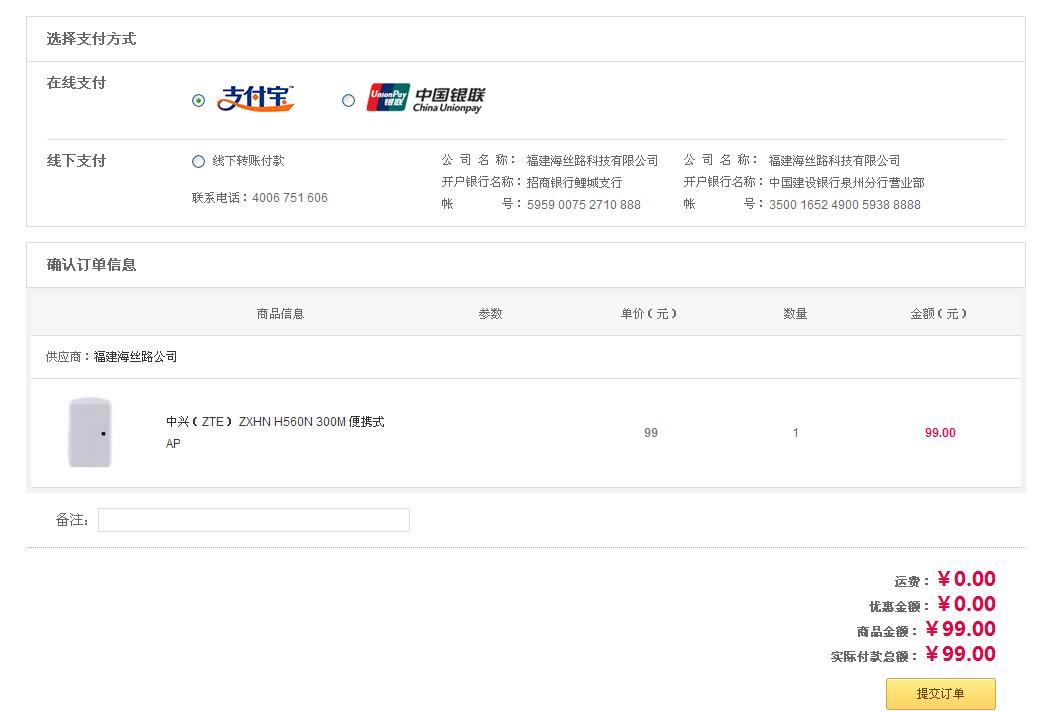 选择支付方式
在线支付
支付宝™
UnionPay 银联 中国银联 China Unionpay
线下支付
线下转账付款
联系电话：4006 751 606
公 司 名 称： 福建海丝路科技有限公司
开户银行名称：招商银行鲤城支行
帐 号：5959 0075 2710 888
公 司 名 称： 福建海丝路科技有限公司
开户银行名称：中国建设银行泉州分行营业部
帐 号：3500 1652 4900 5938 8888
确认订单信息
商品信息 参数 单价（元） 数量 金额（元）
供应商：福建海丝路公司
中兴（ZTE） ZXHN H560N 300M 便携式 99 1 99.00
AP
备注：
运费：￥0.00
优惠金额：￥0.00
商品金额：￥99.00
实际付款总额：￥99.00
提交订单